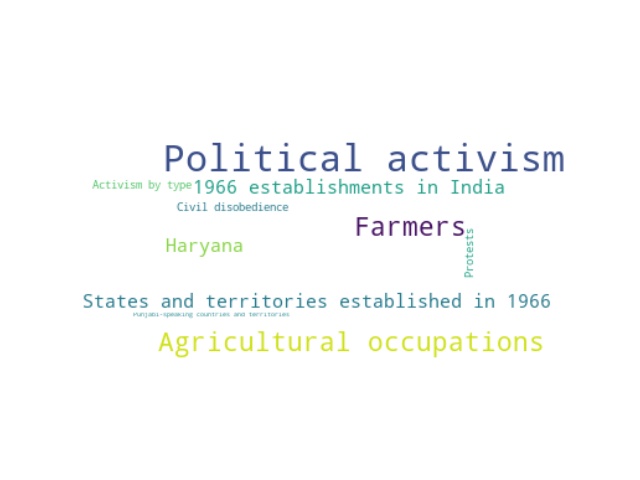 Political activism
Activism by type
1966 establishments in India
Civil disobedience
Farmers
Protests
Haryana
States and territories established in 1966
Punjabi-speaking countries and territories
Agricultural occupations